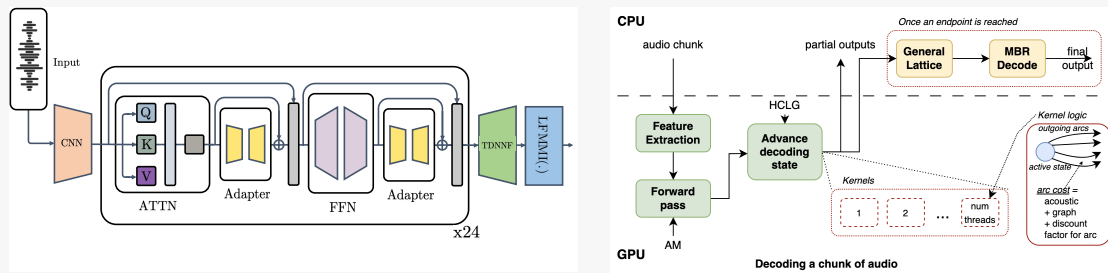 Input
CNN
Q
K
V
ATTN
Adapter
FFN
Adapter
x24
TDNNF
LFMMI(.)
CPU
audio chunk
partial outputs
Once an endpoint is reached
General
Lattice
MBR
Decode
final
output
HCLG
Feature
Extraction
Advance
decoding
state
Forward
pass
AM
GPU
Kernels
1
2
...
num
threads
Kernel logic
outgoing arcs
active state
arc cost =
acoustic
+ graph
+ discount
factor for arc
Decoding a chunk of audio